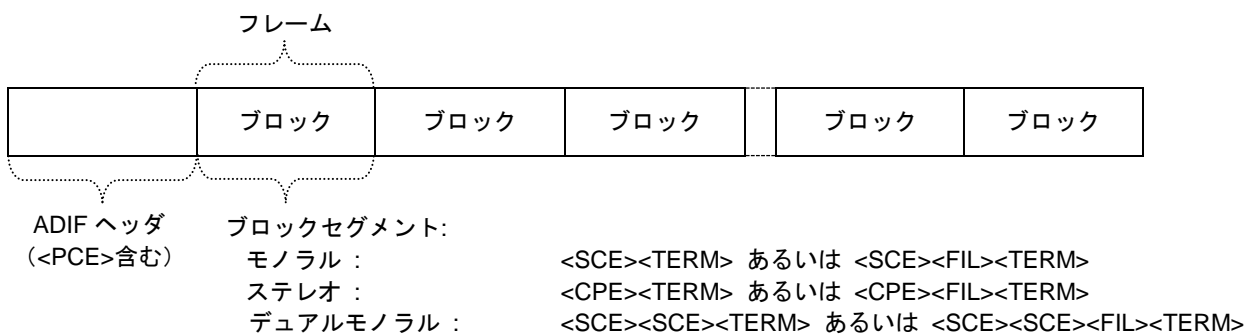 フレーム
ブロック ブロック ブロック ブロック ブロック
ADIF ヘッダ
（<PCE>含む）
ブロックセグメント:
モノラル : <SCE><TERM> あるいは <SCE><FIL><TERM>
ステレオ : <CPE><TERM> あるいは <CPE><FIL><TERM>
デュアルモノラル : <SCE><SCE><TERM> あるいは <SCE><SCE><FIL><TERM>